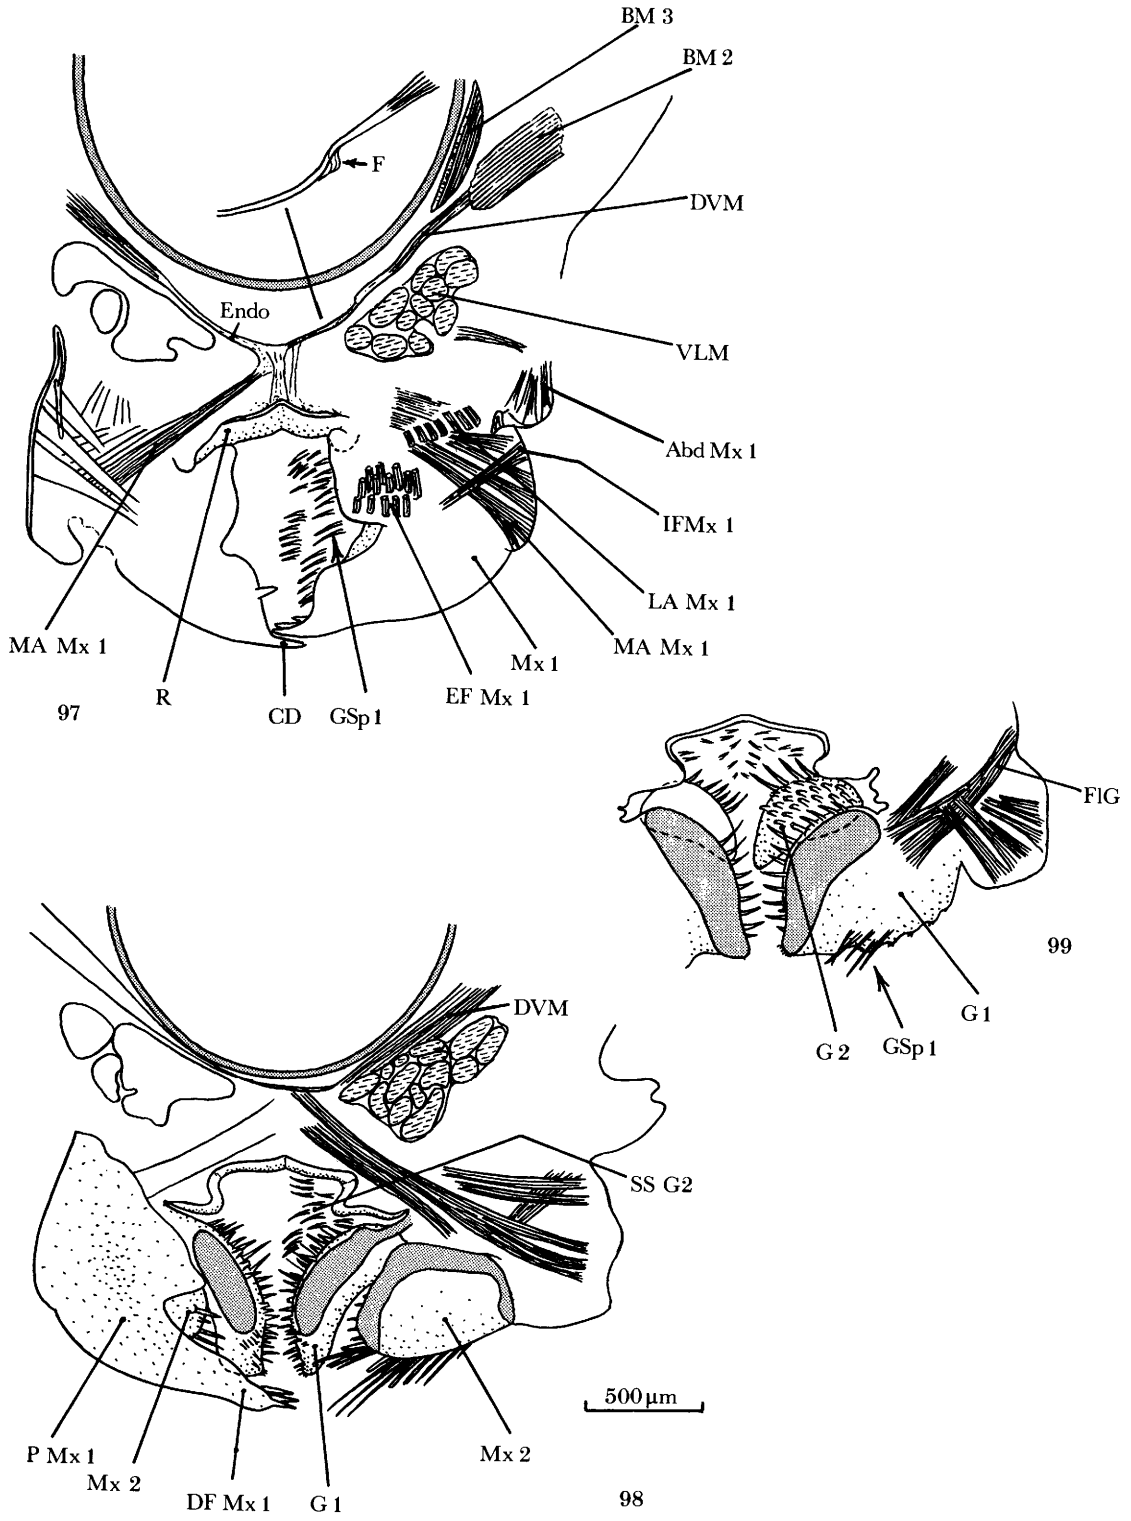 BM 3
BM 2
F
DVM
Endo
VLM
Abd Mx 1
IFMx 1
LA Mx 1
MA Mx 1
Mx 1
MA Mx 1
R
EF Mx 1
CD
GSp 1
97
FlG
99
G 1
G 2
GSp 1
DVM
SS G2
500 μm
P Mx 1
Mx 2
Mx 2
DF Mx 1
G 1
98